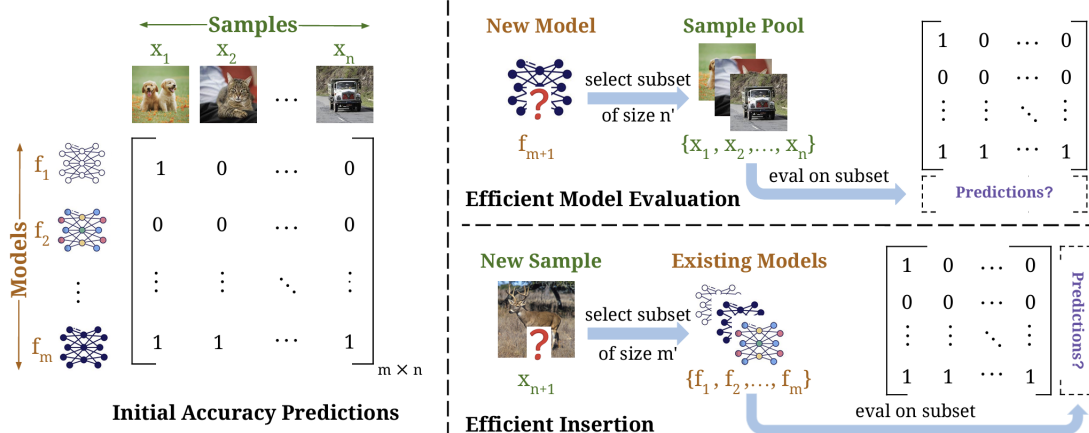 Samples
x1 x2 xn
...
Models
f1
1 0 ... 0
f2
0 0 ... 0
⋮ ⋮ ⋮ ⋱ ⋮
fm
1 1 ... 1
m × n
Initial Accuracy Predictions
New Model
?
fm+1
select subset
of size n'
Sample Pool
{x1, x2,..., xn}
eval on subset
1 0 ... 0
0 0 ... 0
⋮ ⋮ ⋱ ⋮
1 1 ... 1
Predictions?
Efficient Model Evaluation
New Sample
?
xn+1
select subset
of size m'
Existing Models
{f1, f2,..., fm}
eval on subset
1 0 ... 0
0 0 ... 0
⋮ ⋮ ⋱ ⋮
1 1 ... 1
Predictions?
Efficient Insertion